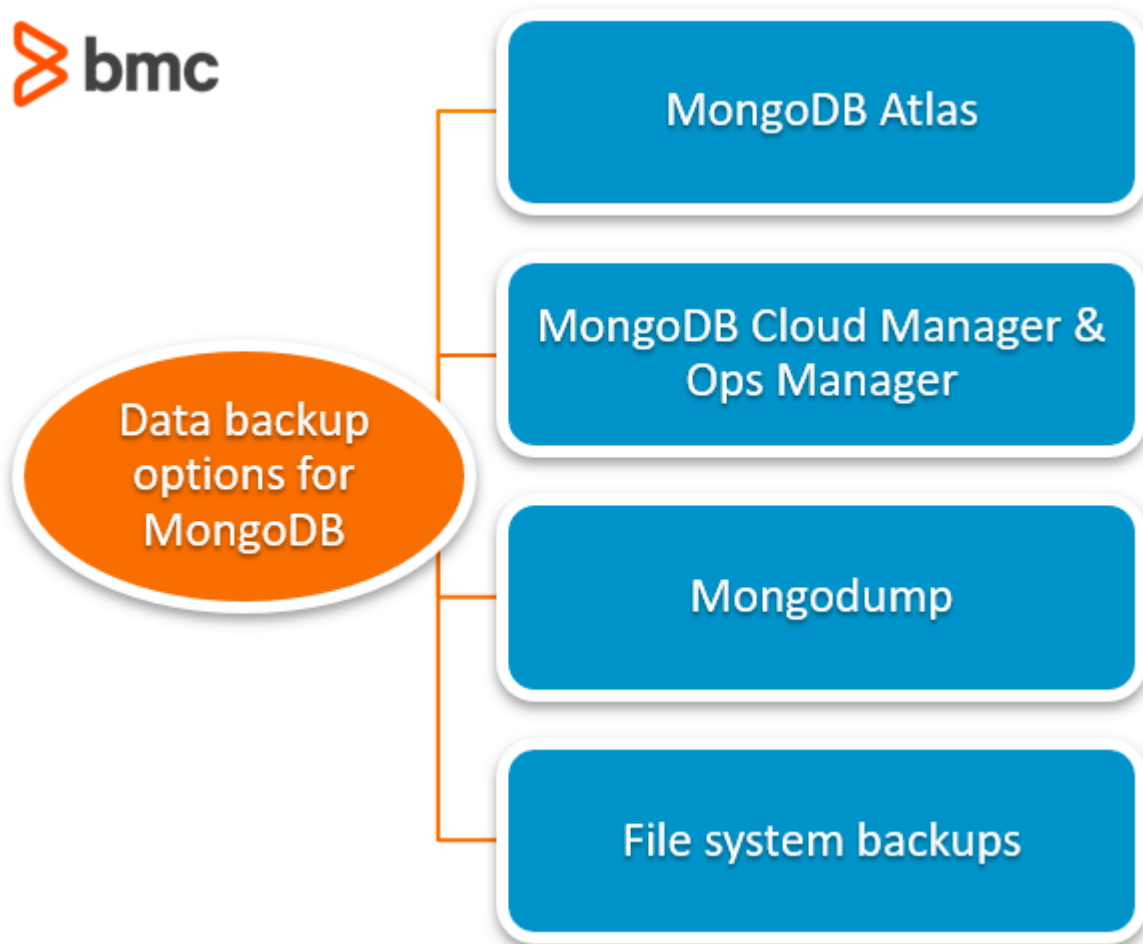 bmc
Data backup
options for
MongoDB
MongoDB Atlas
MongoDB Cloud Manager &
Ops Manager
Mongodump
File system backups